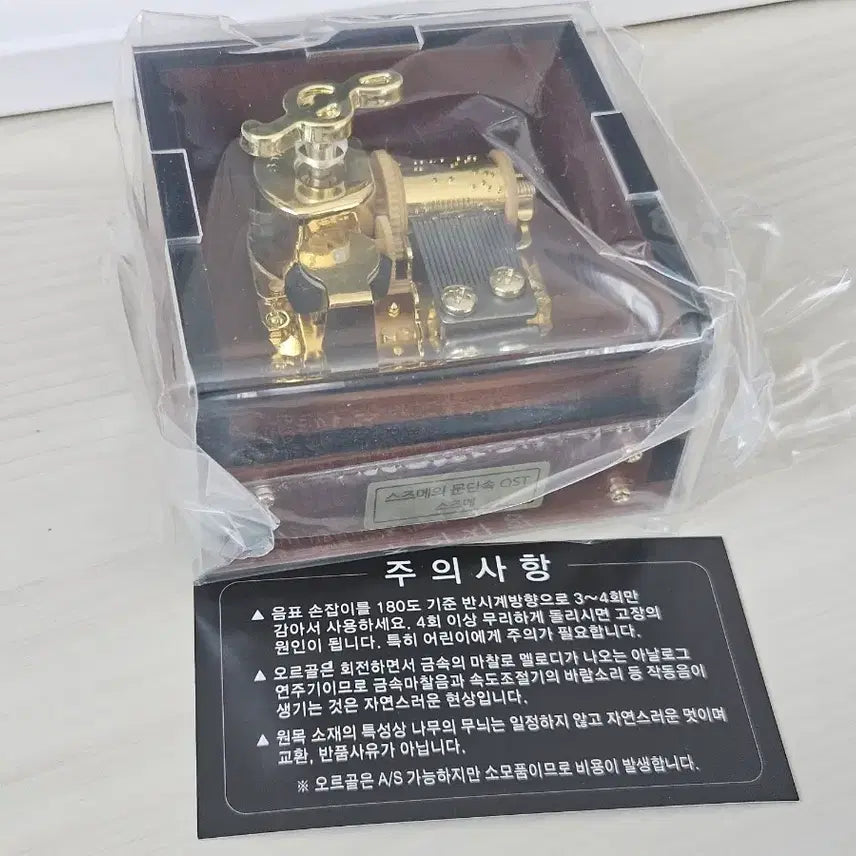 스즈메의 문단속 OST
스즈메
주의사항
▲ 음표 손잡이를 180도 기준 반시계방향으로 3~4회만
감아서 사용하세요. 4회 이상 무리하게 돌리시면 고장의
원인이 됩니다. 특히 어린이에게 주의가 필요합니다.
▲ 오르골은 회전하면서 금속의 마찰로 멜로디가 나오는 아날로그
연주기이므로 금속마찰음과 속도조절기의 바람소리 등 작동음이
생기는 것은 자연스러운 현상입니다.
▲ 원목 소재의 특성상 나무의 무늬는 일정하지 않고 자연스러운 멋이며
교환, 반품사유가 아닙니다.
※ 오르골은 A/S 가능하지만 소모품이므로 비용이 발생합니다.